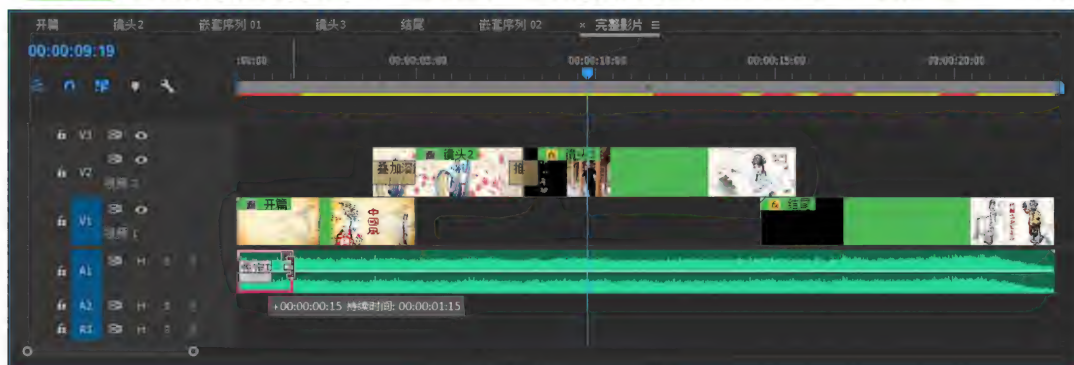 开篇 镜头2 嵌套序列 01 镜头3 结尾 嵌套序列 02 × 完整影片
00:00:09:19
:00:00 00:00:05:00 00:00:10:00 00:00:15:00 00:00:20:00
V3
V2 叠加溶 镜头2 推 镜头3
视频 2
V1 开篇 中国风 结尾
视频 1
A1 M S
+00:00:00:15 持续时间: 00:00:01:15
A2 M S
A3 M S